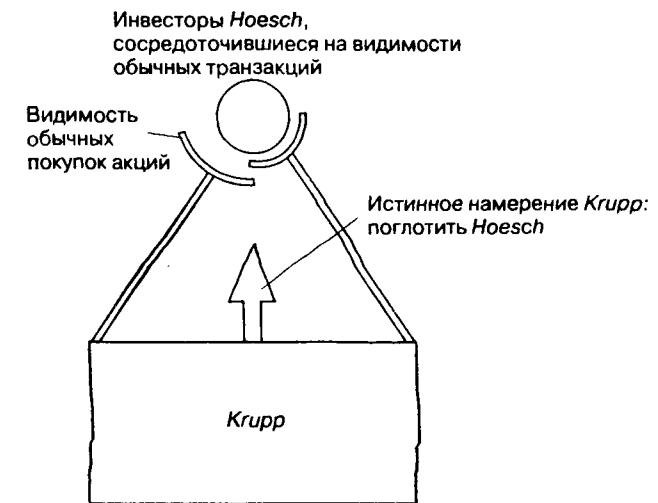 Инвесторы Hoesch,
сосредоточившиеся на видимости
обычных транзакций
Видимость
обычных
покупок акций
Истинное намерение Krupp:
поглотить Hoesch
Krupp